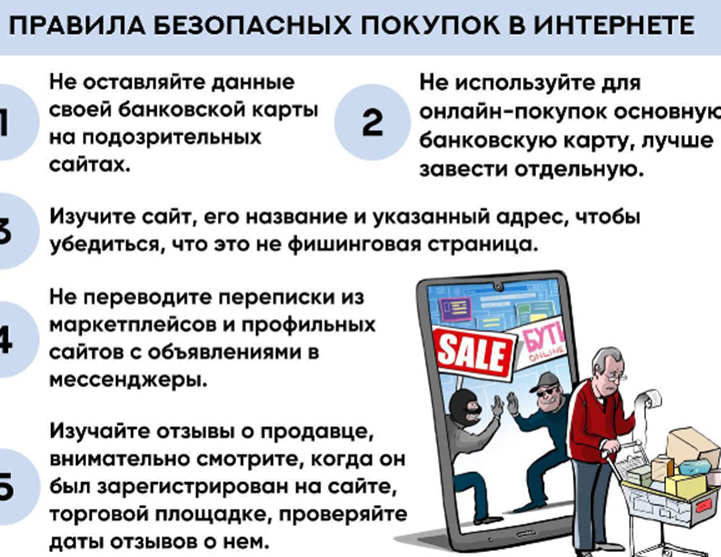 ПРАВИЛА БЕЗОПАСНЫХ ПОКУПОК В ИНТЕРНЕТЕ
1
Не оставляйте данные
своей банковской карты
на подозрительных
сайтах.
2
Не используйте для
онлайн-покупок основную
банковскую карту, лучше
завести отдельную.
3
Изучите сайт, его название и указанный адрес, чтобы
убедиться, что это не фишинговая страница.
4
Не переводите переписки из
маркетплейсов и профильных
сайтов с объявлениями в
мессенджеры.
5
Изучайте отзывы о продавце,
внимательно смотрите, когда он
был зарегистрирован на сайте,
торговой площадке, проверяйте
даты отзывов о нем.
SALE
БУТИ
ONLINE